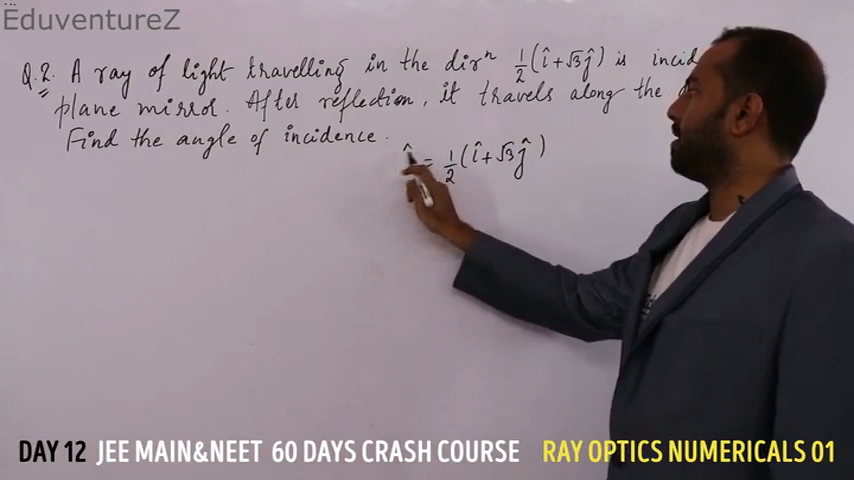 EduventureZ
Q.2. A ray of light travelling in the dirⁿ 1/2(î+√3ĵ) is
plane mirror. After reflection, it travels along the
Find the angle of incidence.
= 1/2(î+√3ĵ)
DAY 12 JEE MAIN&NEET 60 DAYS CRASH COURSE RAY OPTICS NUMERICALS 01